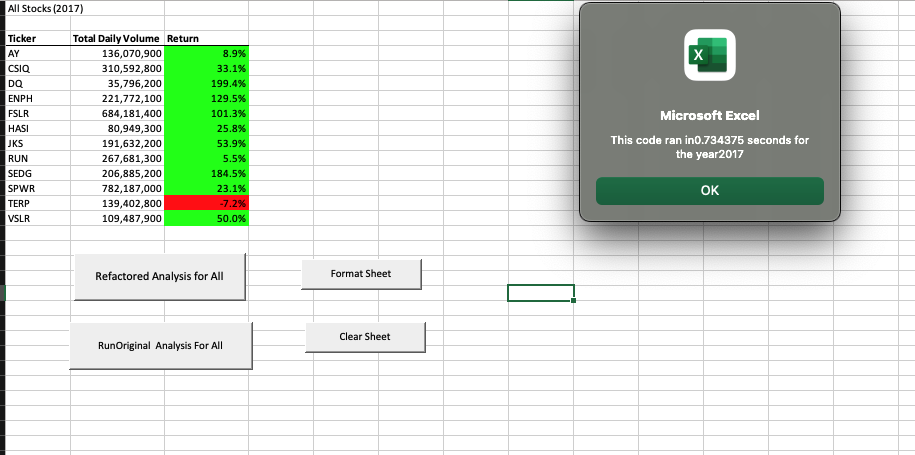 All Stocks (2017)
Ticker Total Daily Volume Return
AY 136,070,900 8.9%
CSIQ 310,592,800 33.1%
DQ 35,796,200 199.4%
ENPH 221,772,100 129.5%
FSLR 684,181,400 101.3%
HASI 80,949,300 25.8%
JKS 191,632,200 53.9%
RUN 267,681,300 5.5%
SEDG 206,885,200 184.5%
SPWR 782,187,000 23.1%
TERP 139,402,800 -7.2%
VSLR 109,487,900 50.0%
Refactored Analysis for All
Format Sheet
RunOriginal Analysis For All
Clear Sheet
X
Microsoft Excel
This code ran in0.734375 seconds for
the year2017
OK